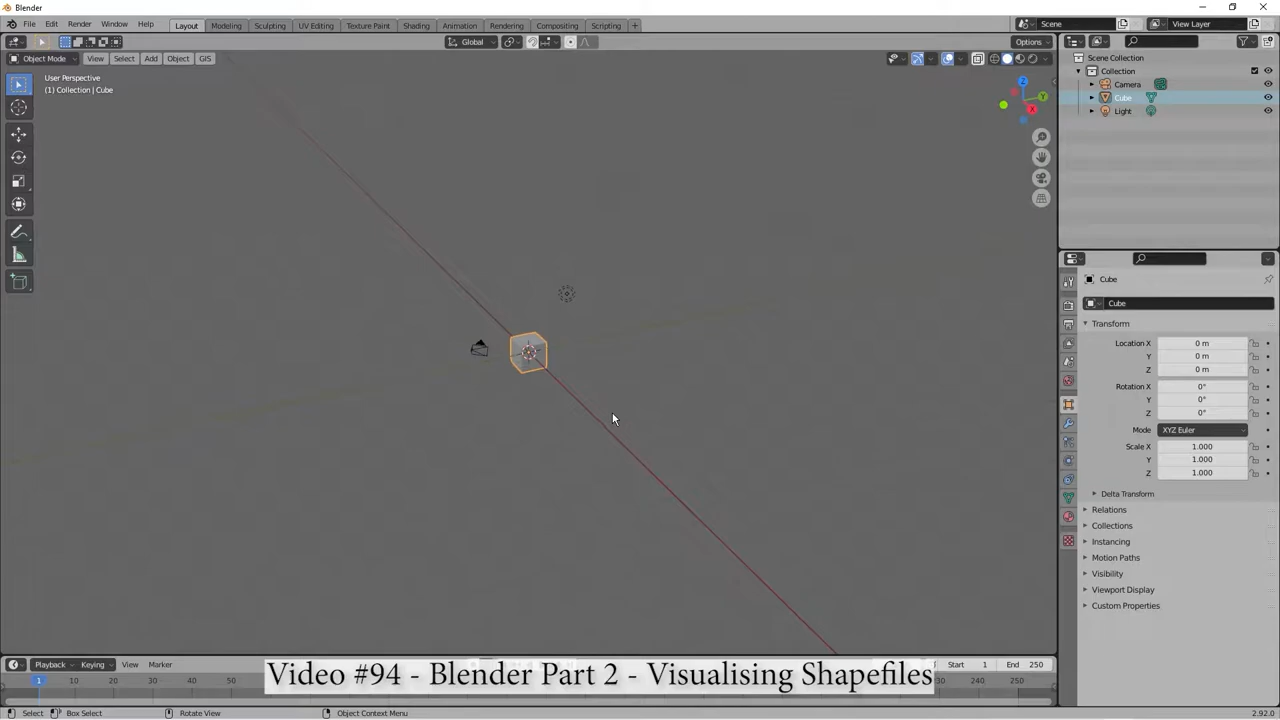 Blender
File Edit Render Window Help Layout Modeling Sculpting UV Editing Texture Paint Shading Animation Rendering Compositing Scripting + Scene View Layer
Global Options
Object Mode View Select Add Object GIS
User Perspective
(1) Collection | Cube
Z
Y
X
Scene Collection
Collection
Camera
Cube
Light
Cube
Cube
Transform
Location X 0 m
Y 0 m
Z 0 m
Rotation X 0°
Y 0°
Z 0°
Mode XYZ Euler
Scale X 1.000
Y 1.000
Z 1.000
Delta Transform
Relations
Collections
Instancing
Motion Paths
Visibility
Viewport Display
Custom Properties
Playback Keying View Marker Start 1 End 250
Video #94 - Blender Part 2 - Visualising Shapefiles
1 240 250
Select Box Select Rotate View Object Context Menu 2.92.0